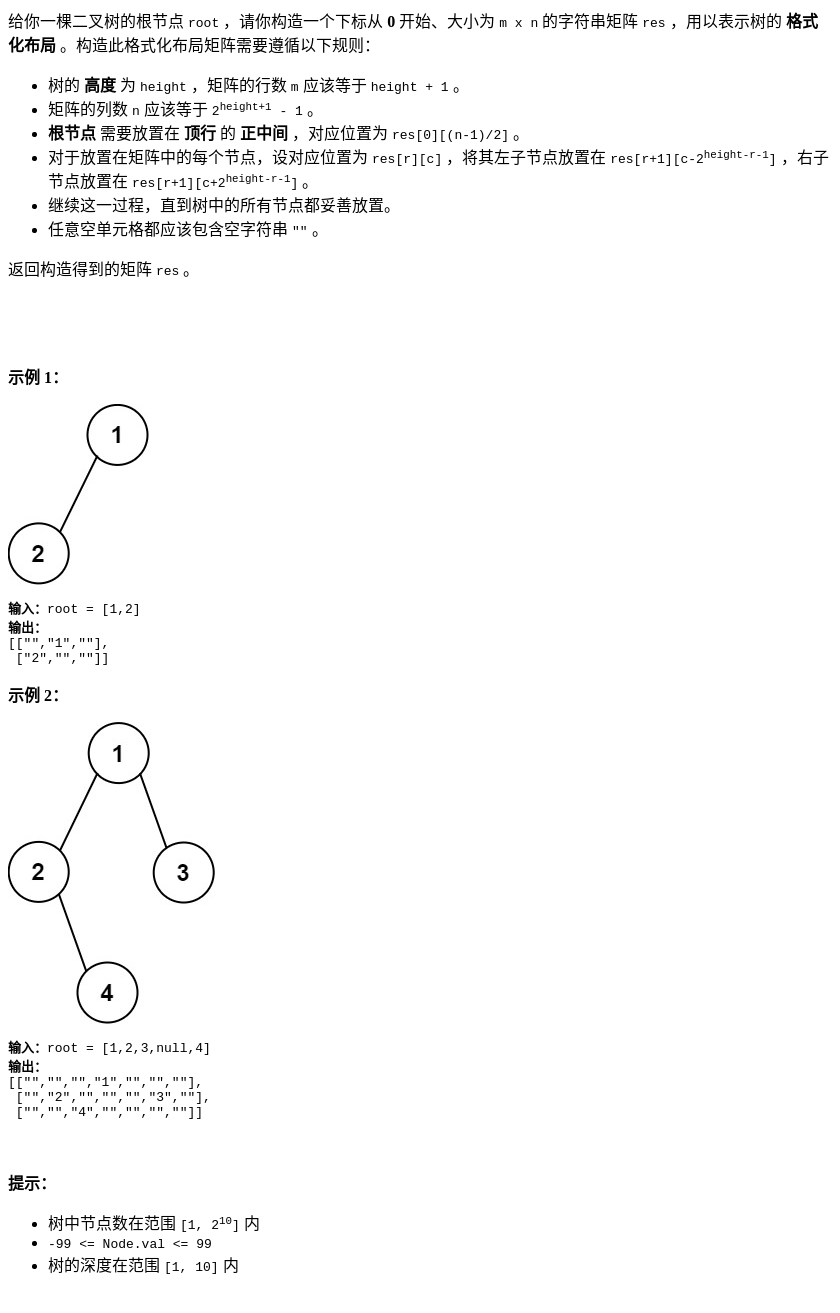 给你一棵二叉树的根节点 root ，请你构造一个下标从 0 开始、大小为 m x n 的字符串矩阵 res ，用以表示树的 格式
化布局 。构造此格式化布局矩阵需要遵循以下规则：
• 树的 高度 为 height ，矩阵的行数 m 应该等于 height + 1 。
• 矩阵的列数 n 应该等于 2^height+1 - 1 。
• 根节点 需要放置在 顶行 的 正中间 ，对应位置为 res[0][(n-1)/2] 。
• 对于放置在矩阵中的每个节点，设对应位置为 res[r][c] ，将其左子节点放置在 res[r+1][c-2^height-r-1] ，右子
节点放置在 res[r+1][c+2^height-r-1] 。
• 继续这一过程，直到树中的所有节点都妥善放置。
• 任意空单元格都应该包含空字符串 "" 。
返回构造得到的矩阵 res 。
示例 1：
1
2
输入：root = [1,2]
输出：
[["","1",""],
["2","",""]]
示例 2：
1
2
3
4
输入：root = [1,2,3,null,4]
输出：
[["","","","1","","",""],
["","2","","","","3",""],
["","","4","","","",""]]
提示：
• 树中节点数在范围 [1, 2^10] 内
• -99 <= Node.val <= 99
• 树的深度在范围 [1, 10] 内